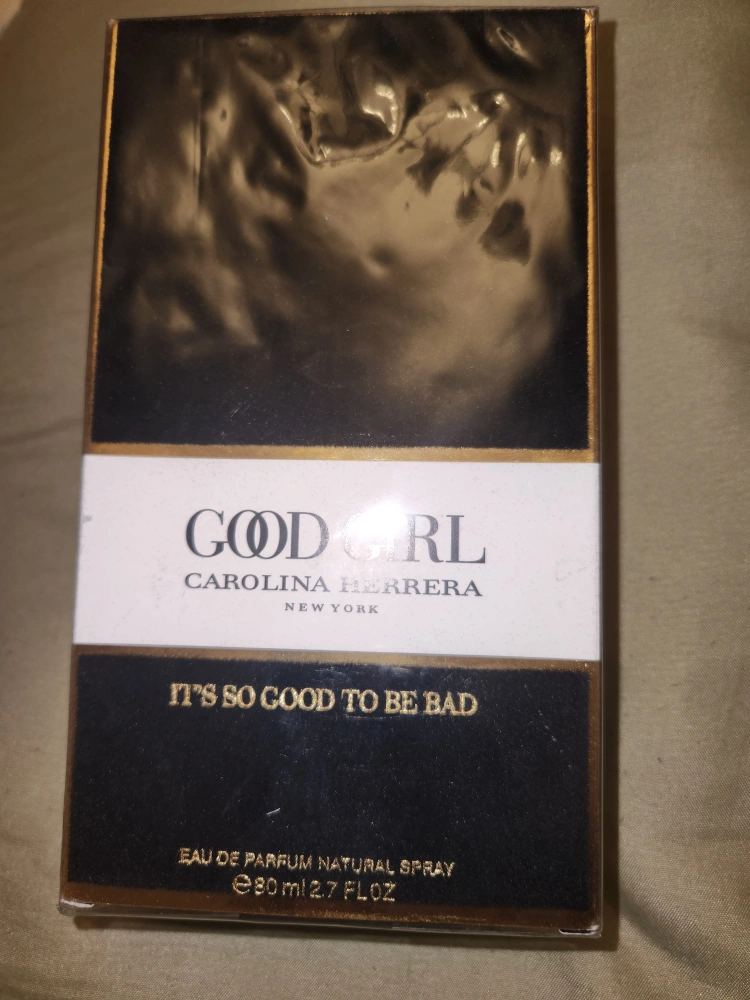 GOOD GIRL
CAROLINA HERRERA
NEW YORK
IT'S SO GOOD TO BE BAD
EAU DE PARFUM NATURAL SPRAY
℮80 ml 2.7 FL OZ